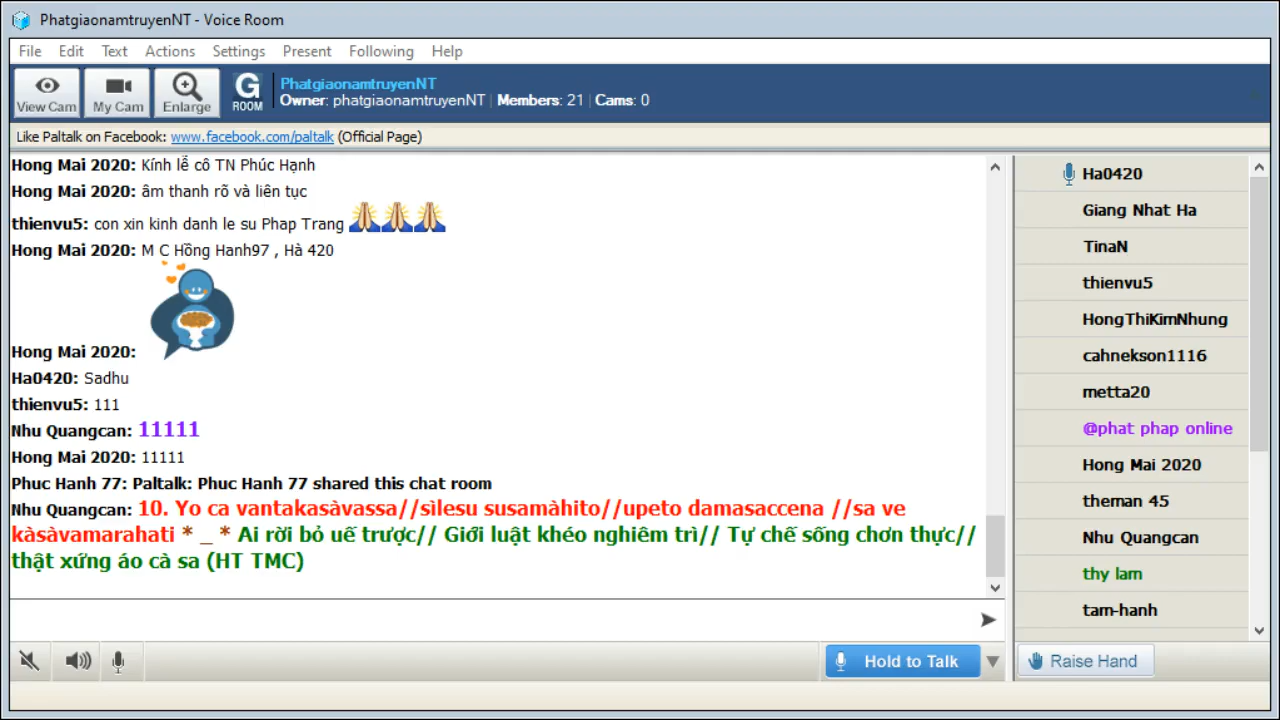 PhatgiaonamtruyenNT - Voice Room
File Edit Text Actions Settings Present Following Help
View Cam
My Cam
Enlarge
G
ROOM
PhatgiaonamtruyenNT
Owner: phatgiaonamtruyenNT | Members: 21 | Cams: 0
Like Paltalk on Facebook: www.facebook.com/paltalk (Official Page)
Hong Mai 2020: Kính lễ cô TN Phúc Hạnh
Hong Mai 2020: âm thanh rõ và liên tục
thienvu5: con xin kinh danh le su Phap Trang
Hong Mai 2020: M C Hồng Hanh97 , Hà 420
Hong Mai 2020:
Ha0420: Sadhu
thienvu5: 111
Nhu Quangcan: 11111
Hong Mai 2020: 11111
Phuc Hanh 77: Paltalk: Phuc Hanh 77 shared this chat room
Nhu Quangcan: 10. Yo ca vantakasàvassa//sìlesu susamàhito//upeto damasaccena //sa ve
kàsàvamarahati * _ * Ai rời bỏ uế trược// Giới luật khéo nghiêm trì// Tự chế sống chơn thực//
thật xứng áo cà sa (HT TMC)
Hold to Talk
Ha0420
Giang Nhat Ha
TinaN
thienvu5
HongThiKimNhung
cahnekson1116
metta20
@phat phap online
Hong Mai 2020
theman 45
Nhu Quangcan
thy lam
tam-hanh
Raise Hand